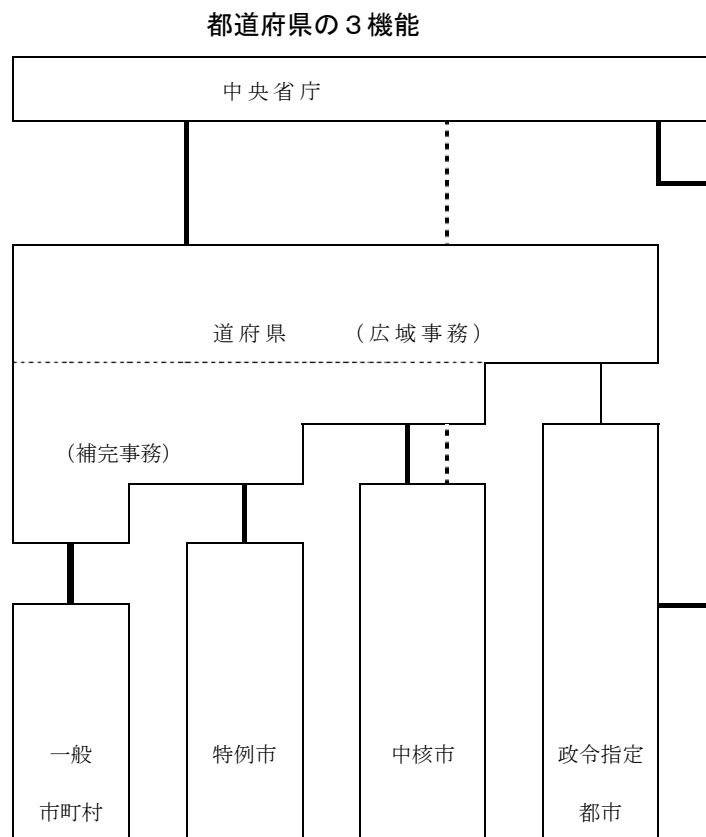 都道府県の３機能
中央省庁
道府県　（広域事務）
（補完事務）
一般
市町村
特例市
中核市
政令指定
都市